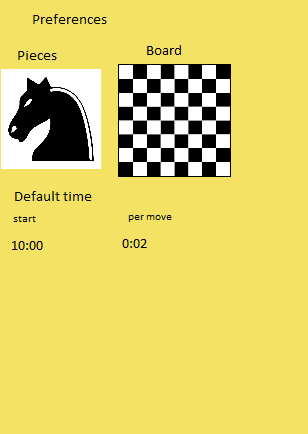 Preferences
Pieces
Board
Default time
start
per move
10:00
0:02